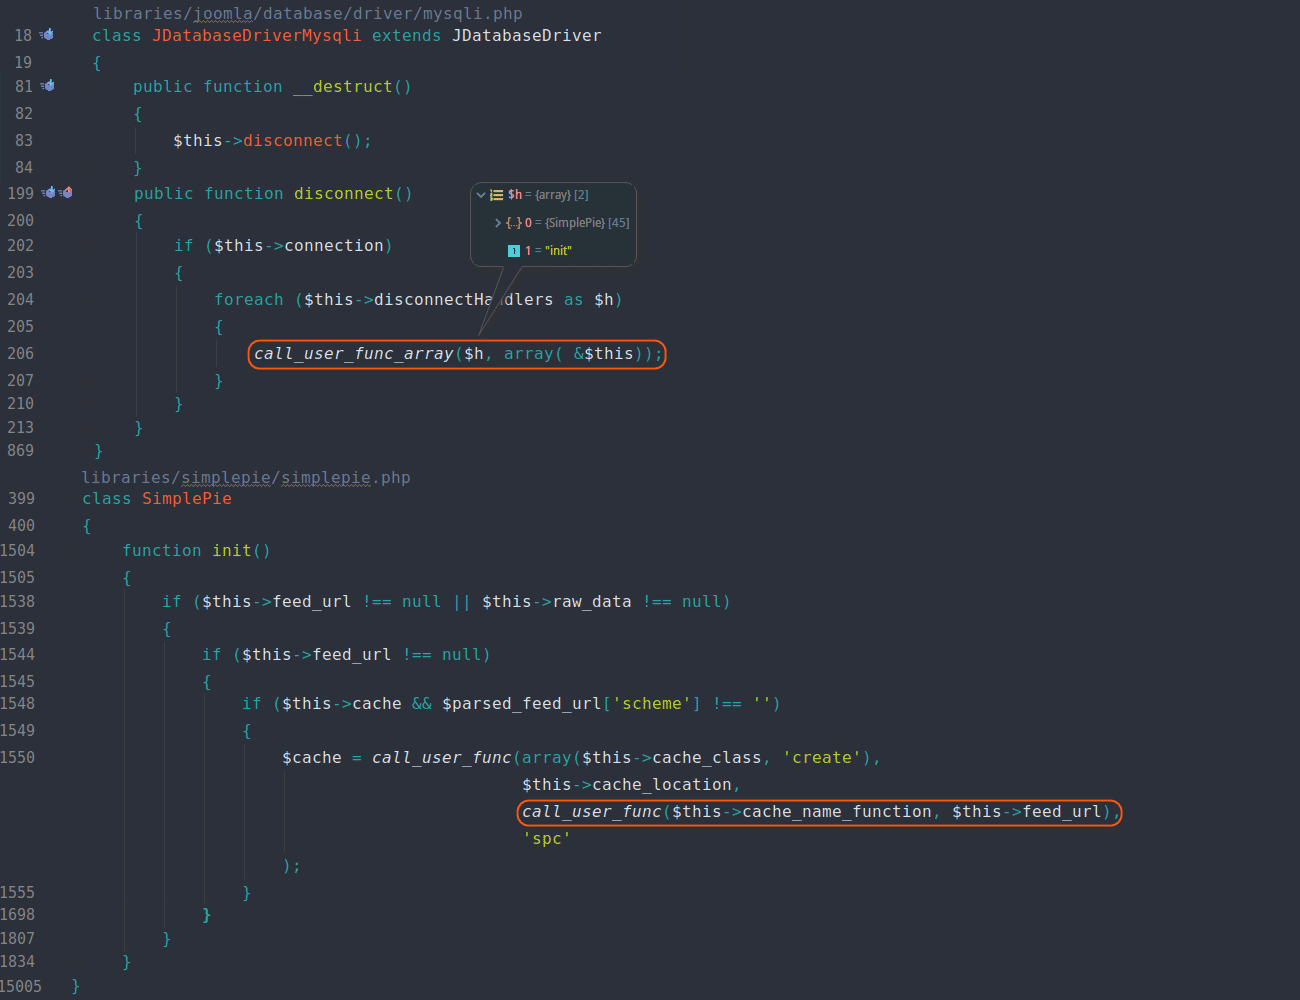 libraries/joomla/database/driver/mysqli.php
18 class JDatabaseDriverMysqli extends JDatabaseDriver
19 {
81 public function __destruct()
82 {
83 $this->disconnect();
84 }
199 public function disconnect()
$h = {array} [2]
200 {
0 = {SimplePie} [45]
202 if ($this->connection)
1 = "init"
203 {
204 foreach ($this->disconnectHandlers as $h)
205 {
206 call_user_func_array($h, array( &$this));
207 }
210 }
213 }
869 }
libraries/simplepie/simplepie.php
399 class SimplePie
400 {
1504 function init()
1505 {
1538 if ($this->feed_url !== null || $this->raw_data !== null)
1539 {
1544 if ($this->feed_url !== null)
1545 {
1548 if ($this->cache && $parsed_feed_url['scheme'] !== '')
1549 {
1550 $cache = call_user_func(array($this->cache_class, 'create'),
$this->cache_location,
call_user_func($this->cache_name_function, $this->feed_url),
'spc'
);
1555 }
1698 }
1807 }
1834 }
15005 }